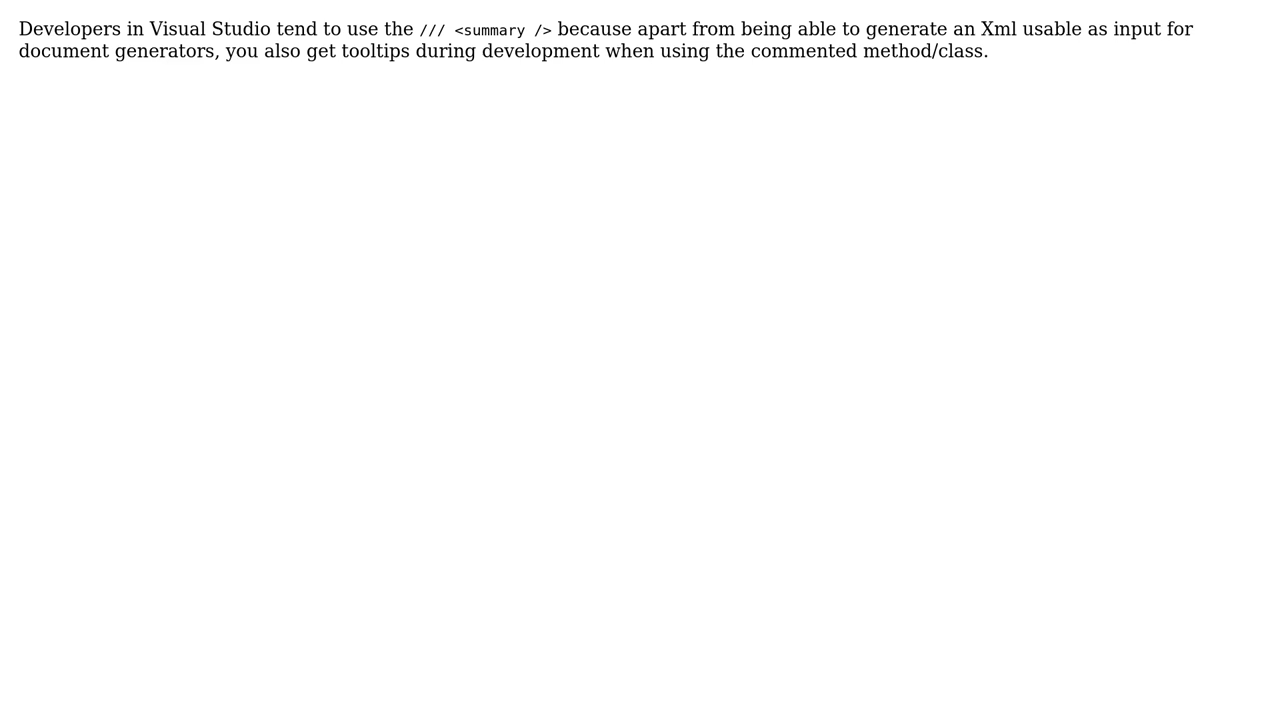 Developers in Visual Studio tend to use the /// <summary /> because apart from being able to generate an Xml usable as input for
document generators, you also get tooltips during development when using the commented method/class.